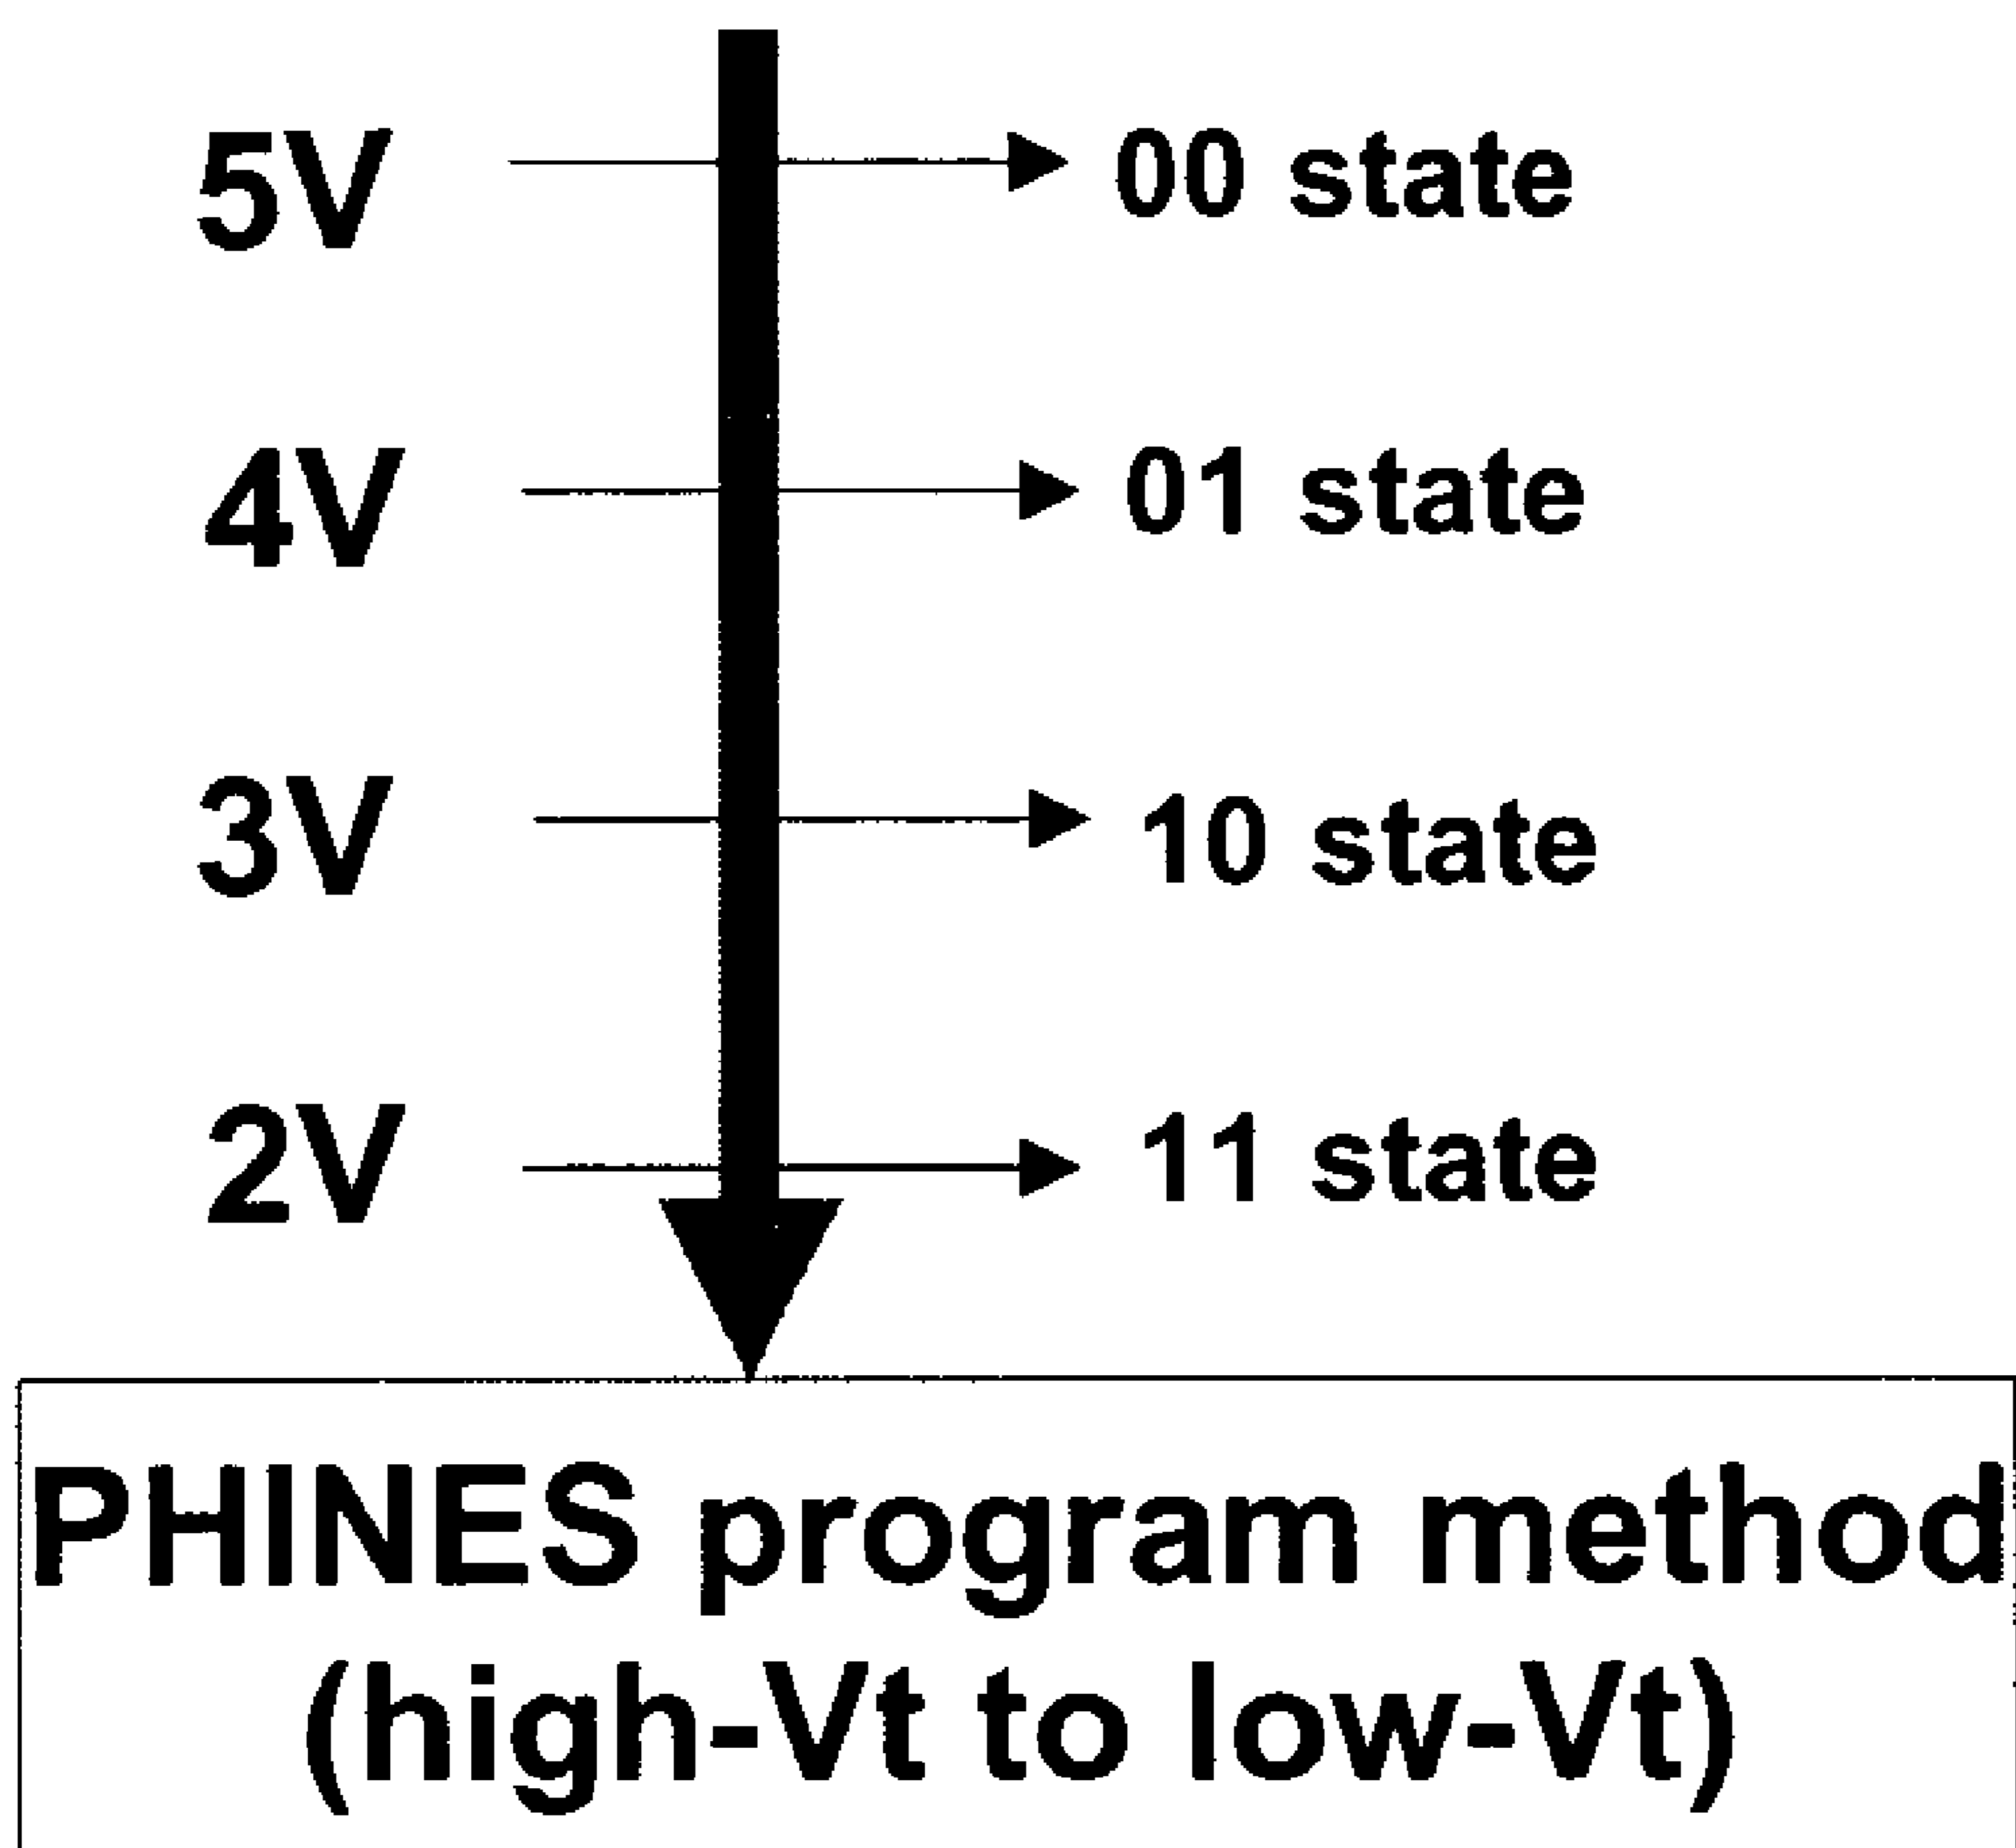 5V 00 state
4V 01 state
3V 10 state
2V 11 state
PHINES program method
(high-Vt to low-Vt)